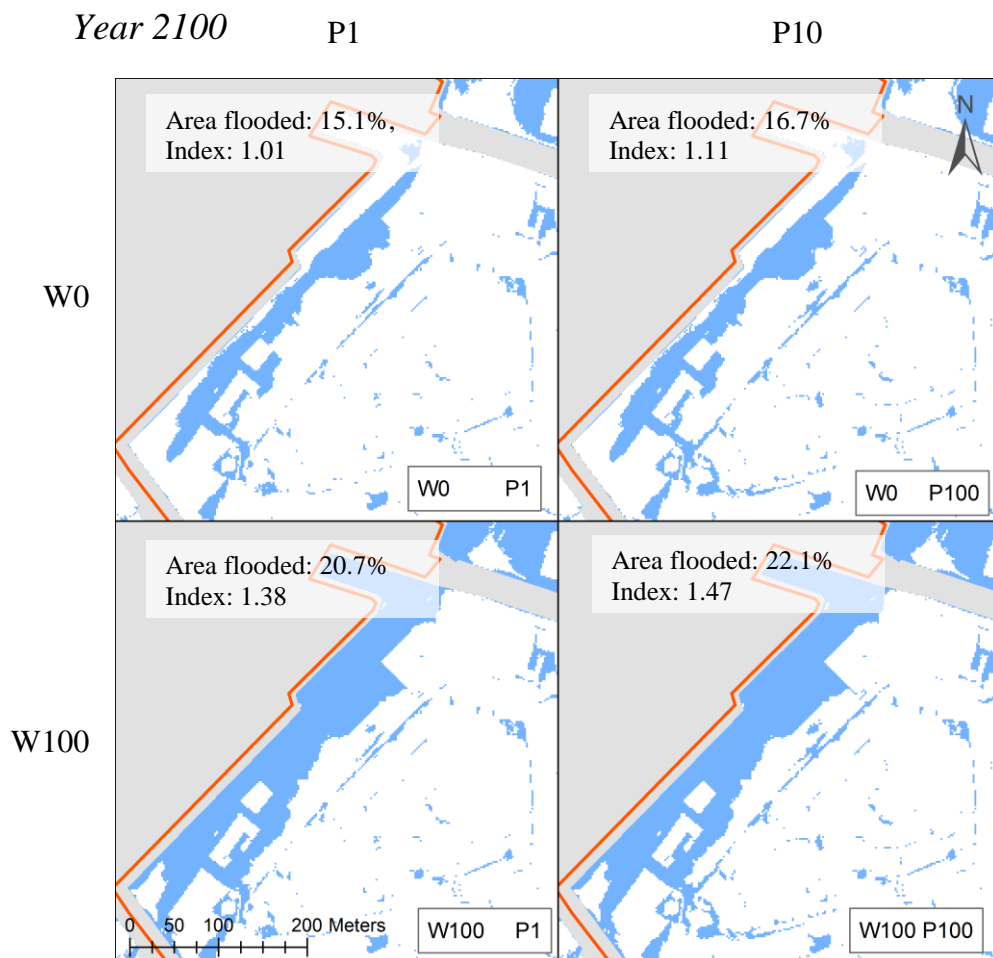 Year 2100
P1
P10
Area flooded: 15.1%,
Index: 1.01
Area flooded: 16.7%
Index: 1.11
N
W0
W0 P1
W0 P100
Area flooded: 20.7%
Index: 1.38
Area flooded: 22.1%
Index: 1.47
W100
0 50 100 200 Meters
W100 P1
W100 P100